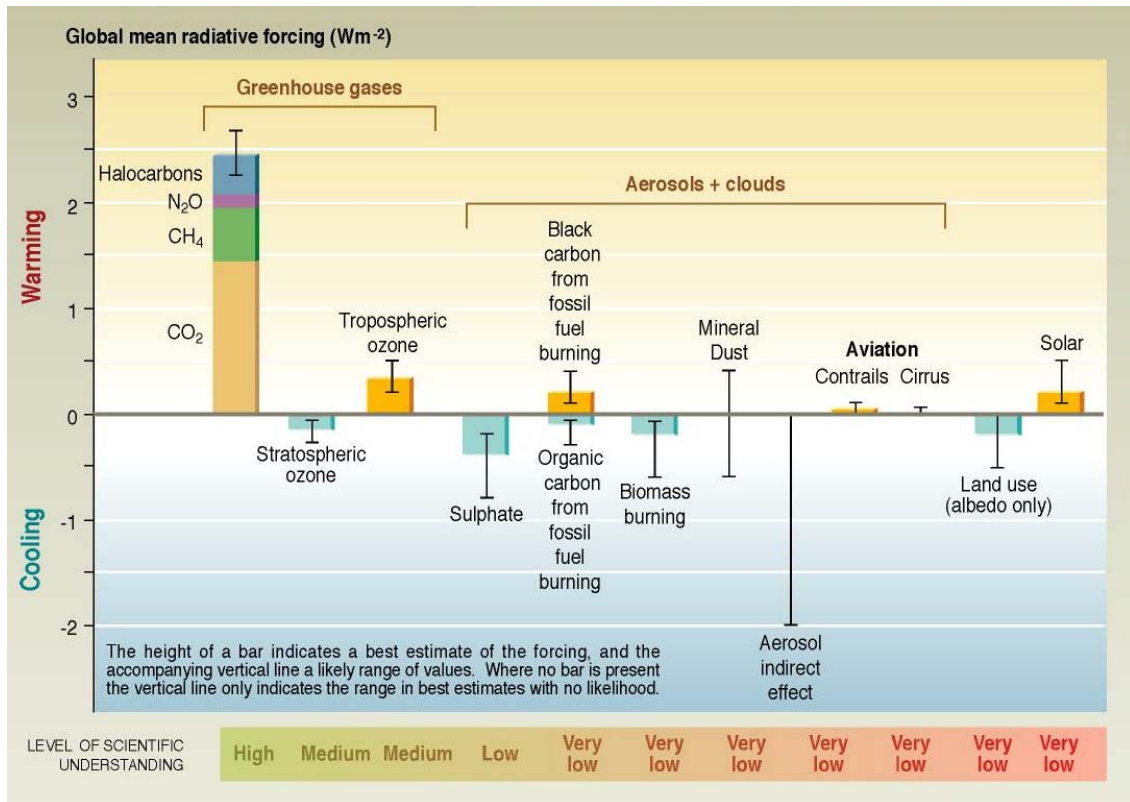 Global mean radiative forcing (Wm-2)
3
2
1
0
-1
-2
Warming
Cooling
Greenhouse gases
Halocarbons
N2O
CH4
CO2
Stratospheric
ozone
Tropospheric
ozone
Aerosols + clouds
Sulphate
Black
carbon
from
fossil
fuel
burning
Organic
carbon
from
fossil
fuel
burning
Biomass
burning
Mineral
Dust
Aerosol
indirect
effect
Aviation
Contrails Cirrus
Land use
(albedo only)
Solar
The height of a bar indicates a best estimate of the forcing, and the
accompanying vertical line a likely range of values. Where no bar is present
the vertical line only indicates the range in best estimates with no likelihood.
LEVEL OF SCIENTIFIC
UNDERSTANDING
High
Medium
Medium
Low
Very
low
Very
low
Very
low
Very
low
Very
low
Very
low
Very
low